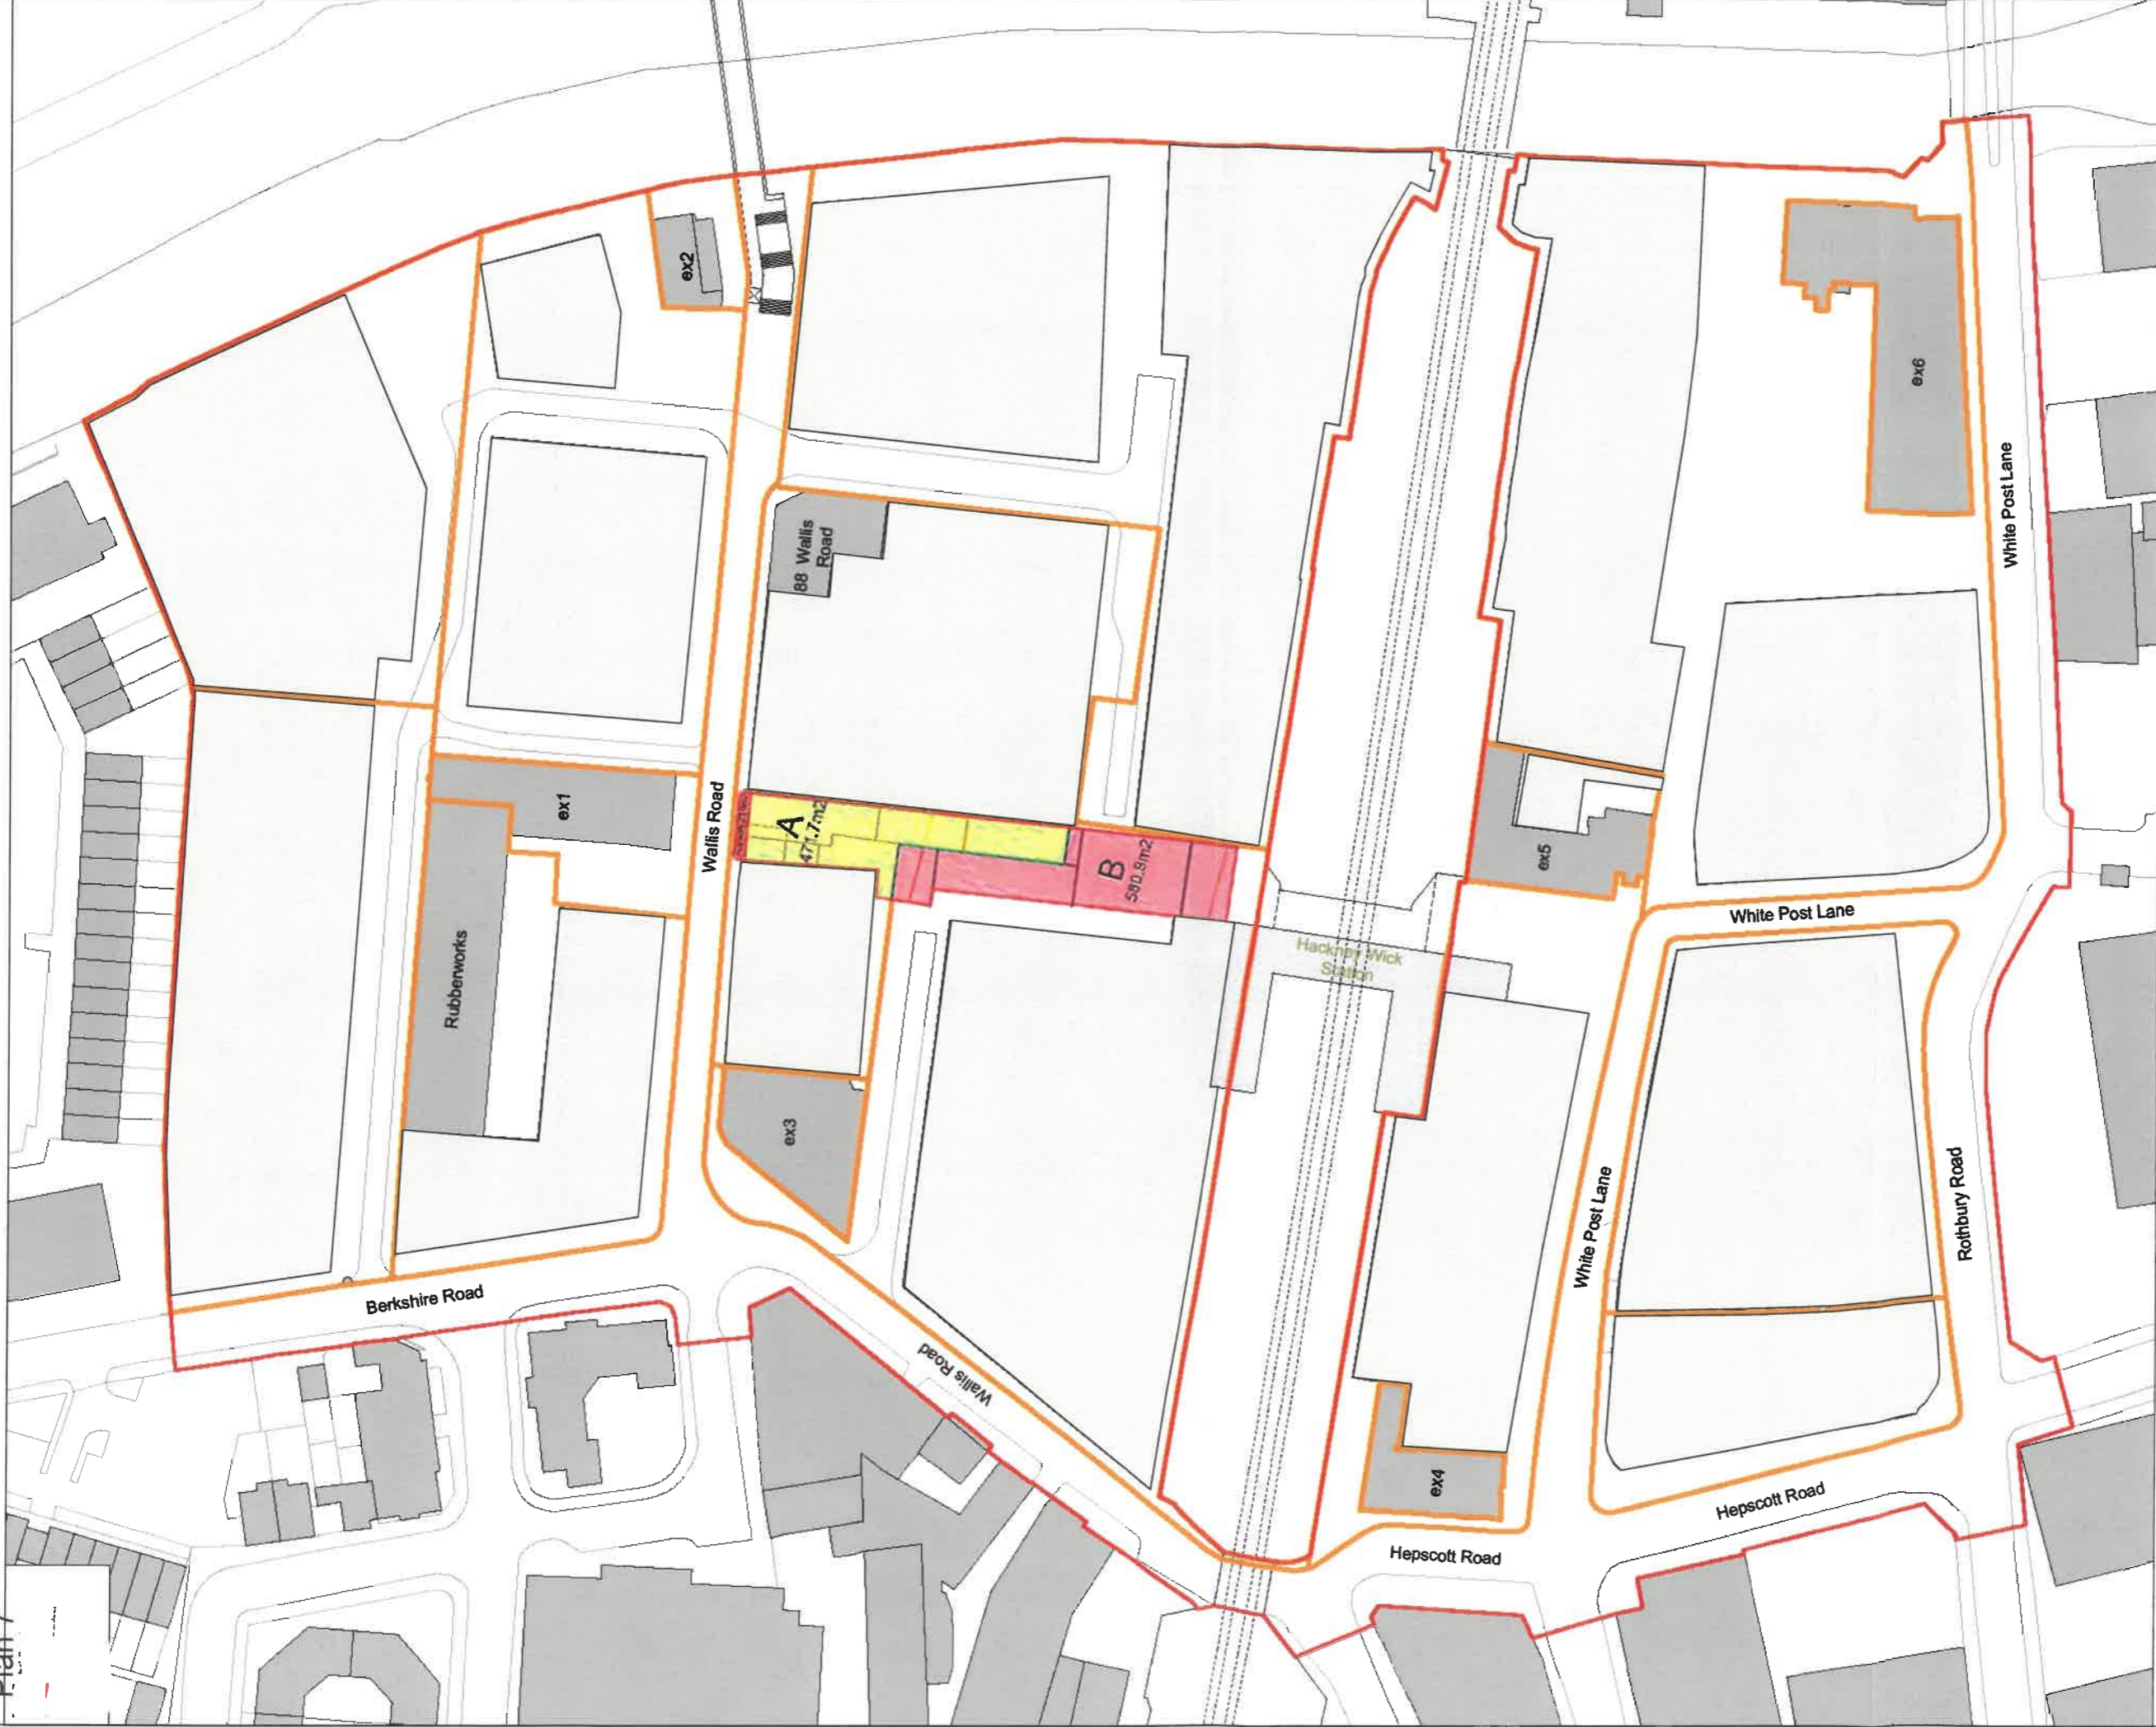 ex2
ex6
White Post Lane
88 Wallis
Road
ex1
Wallis Road
A
471.7m2
B
580.9m2
ex5
White Post Lane
Rubberworks
Hackney Wick
Station
ex3
White Post Lane
Rothbury Road
Berkshire Road
Wallis Road
ex4
Hepscott Road
Hepscott Road
Plan 7